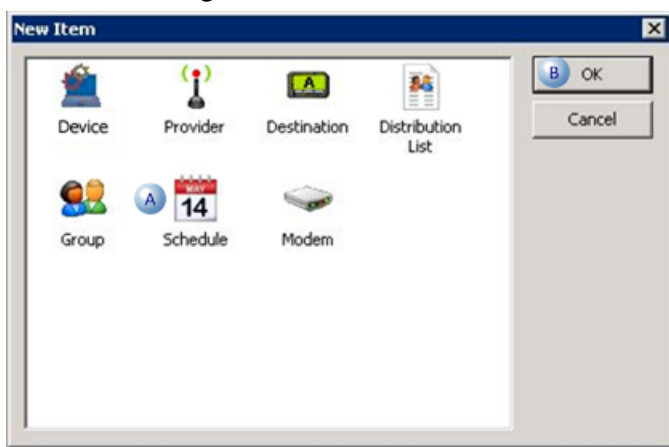 New Item
B OK
Cancel
Device Provider Destination Distribution
List
A MAY
14
Group Schedule Modem